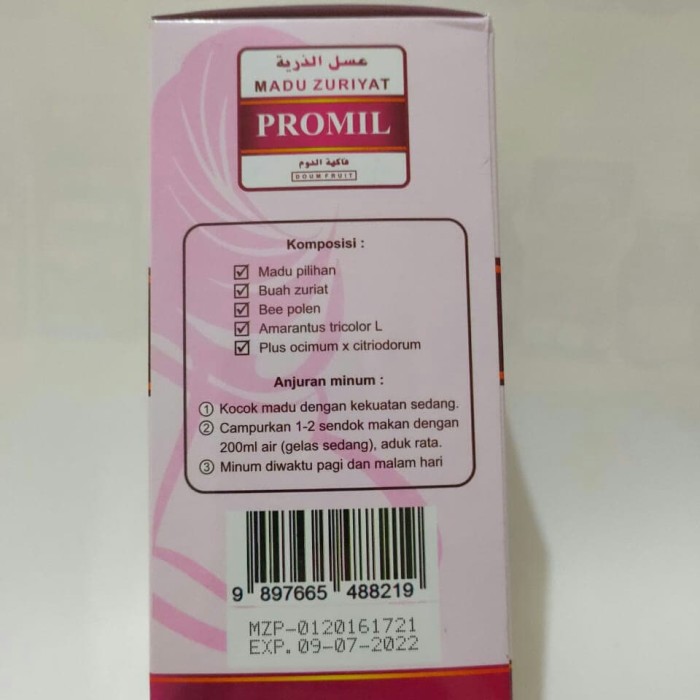 عسل الذرية
MADU ZURIYAT
PROMIL
فاكهة الدوم
DOUM FRUIT
Komposisi :
Madu pilihan
Buah zuriat
Bee polen
Amarantus tricolor L
Plus ocimum x citriodorum
Anjuran minum :
1 Kocok madu dengan kekuatan sedang.
2 Campurkan 1-2 sendok makan dengan
200ml air (gelas sedang), aduk rata.
3 Minum diwaktu pagi dan malam hari
9 897665 488219
MZP-0120161721
EXP. 09-07-2022